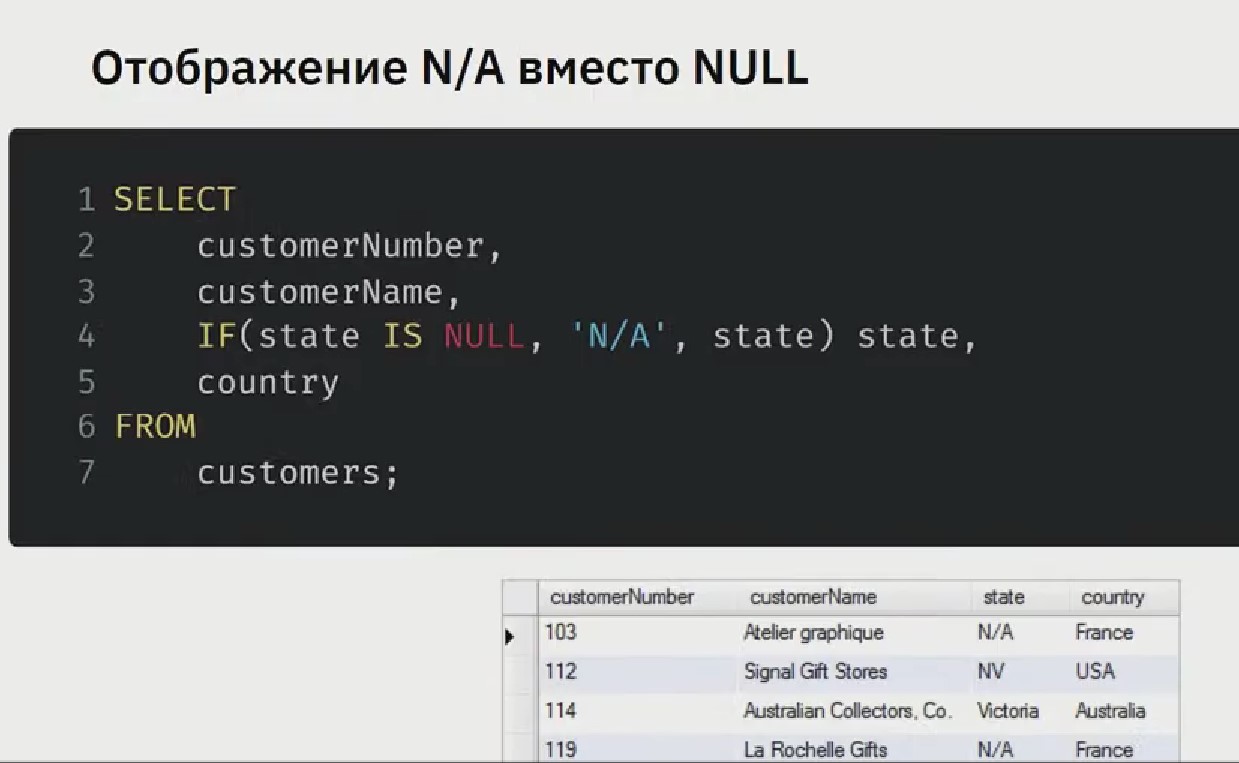 Отображение N/A вместо NULL
1 SELECT
2 customerNumber,
3 customerName,
4 IF(state IS NULL, 'N/A', state) state,
5 country
6 FROM
7 customers;
customerNumber customerName state country
103 Atelier graphique N/A France
112 Signal Gift Stores NV USA
114 Australian Collectors, Co. Victoria Australia
119 La Rochelle Gifts N/A France